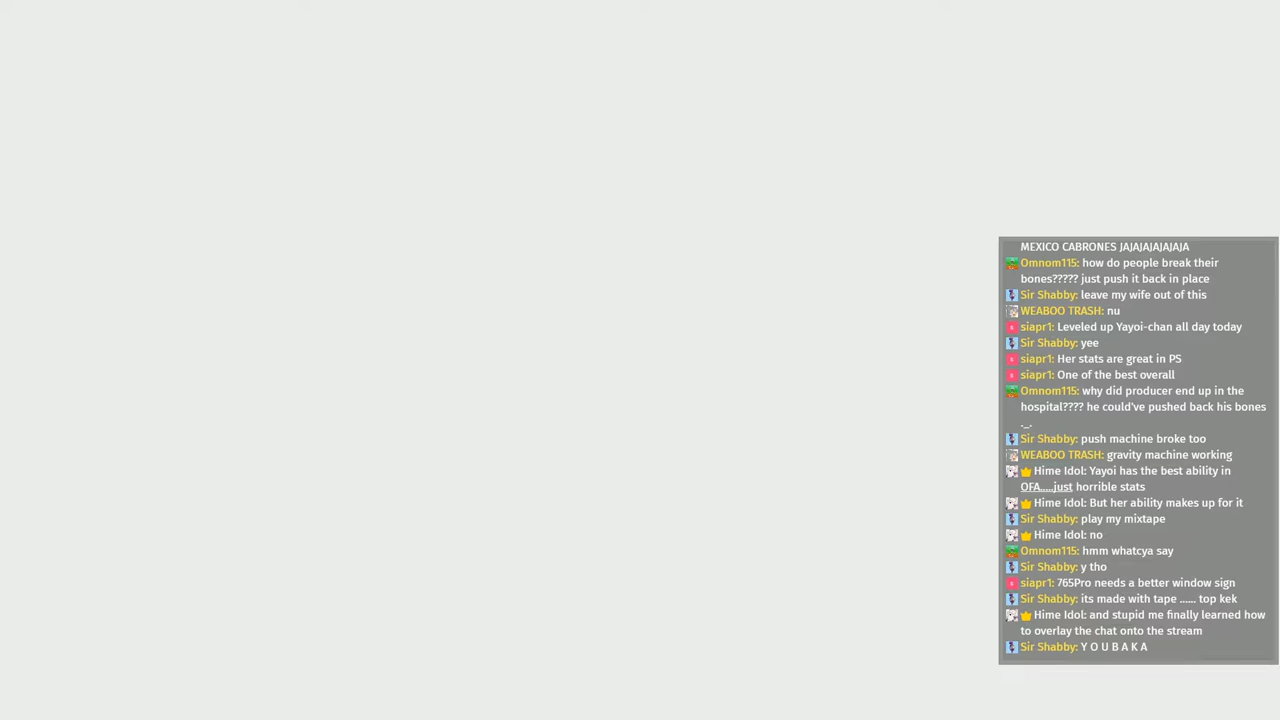 MEXICO CABRONES JAJAJAJAJAJAJA
Omnom115: how do people break their
bones????? just push it back in place
Sir Shabby: leave my wife out of this
WEABOO TRASH: nu
siapr1: Leveled up Yayoi-chan all day today
Sir Shabby: yee
siapr1: Her stats are great in PS
siapr1: One of the best overall
Omnom115: why did producer end up in the
hospital???? he could've pushed back his bones
._.
Sir Shabby: push machine broke too
WEABOO TRASH: gravity machine working
Hime Idol: Yayoi has the best ability in
OFA.....just horrible stats
Hime Idol: But her ability makes up for it
Sir Shabby: play my mixtape
Hime Idol: no
Omnom115: hmm whatcya say
Sir Shabby: y tho
siapr1: 765Pro needs a better window sign
Sir Shabby: its made with tape ...... top kek
Hime Idol: and stupid me finally learned how
to overlay the chat onto the stream
Sir Shabby: Y O U B A K A